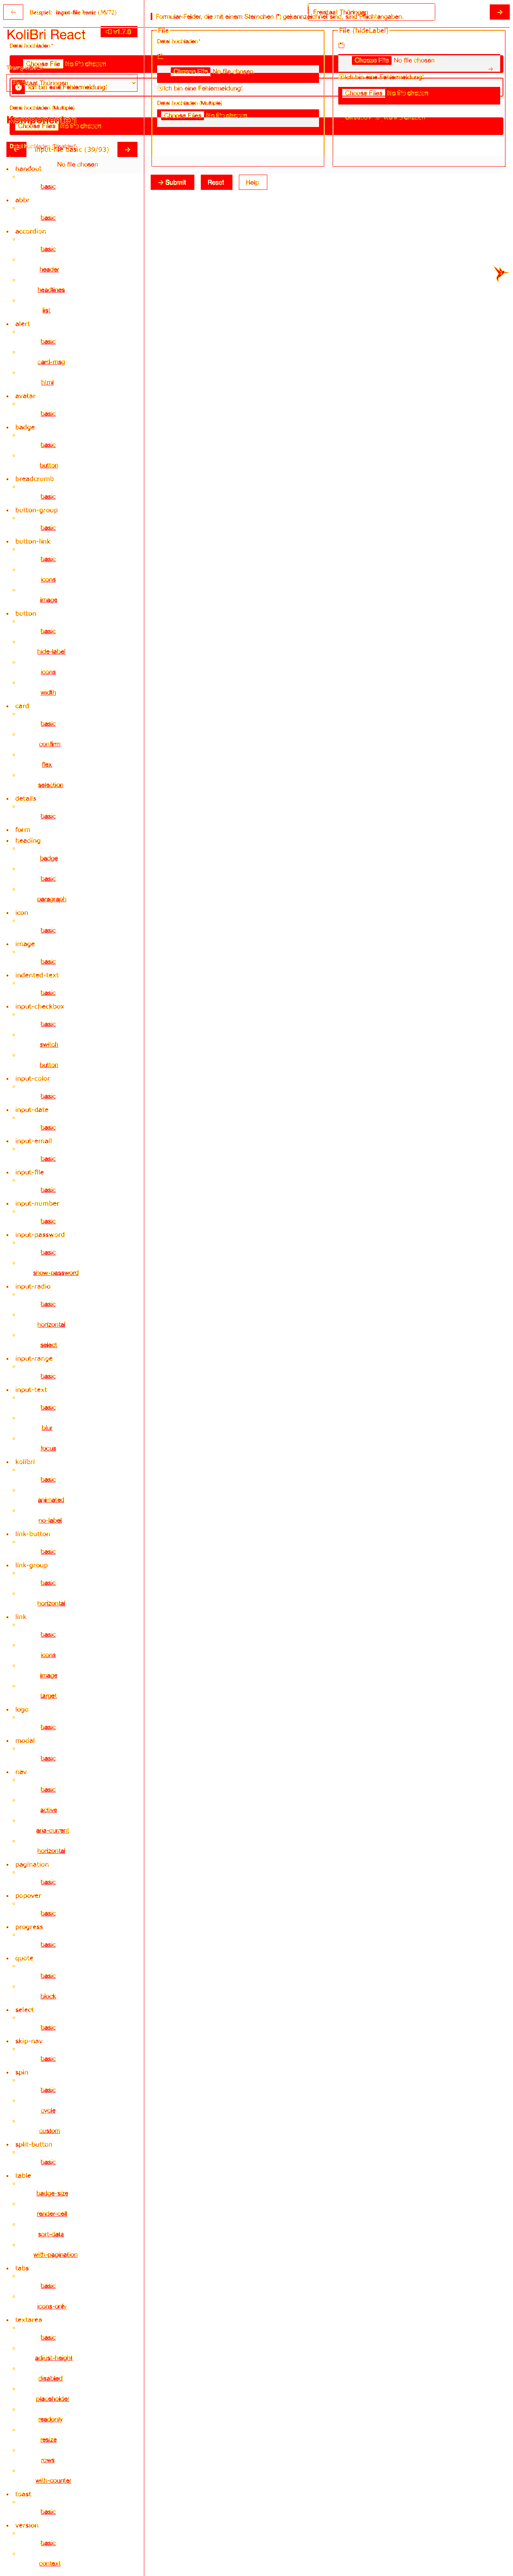 Beispiel: input-file basic
Formular-Felder, die mit einem Sternchen (*) gekennzeichnet sind, sind Pflichtangaben.
Freistaat Thüringen
KoliBri React
v1.7.0
File
File (hideLabel)
Datei hochladen*
Datei hochladen*
Choose File No file chosen
Choose File No file chosen
Choose File No file chosen
Freistaat Thüringen
Ich bin eine Fehlermeldung!
Ich bin eine Fehlermeldung!
Ich bin eine Fehlermeldung!
Datei hochladen (Multiple)
Datei hochladen (Multiple)
Choose Files No file chosen
Choose Files No file chosen
Choose Files No file chosen
Komponenten
input-file basic (39/93)
No file chosen
Submit
Reset
Help
handout
basic
abbr
basic
accordion
basic
header
headlines
list
alert
basic
card-msg
html
avatar
basic
badge
basic
button
breadcrumb
basic
button-group
basic
button-link
basic
icons
image
button
basic
hide-label
icons
width
card
basic
confirm
flex
selection
details
basic
form
heading
badge
basic
paragraph
icon
basic
image
basic
indented-text
basic
input-checkbox
basic
switch
button
input-color
basic
input-date
basic
input-email
basic
input-file
basic
input-number
basic
input-password
basic
show-password
input-radio
basic
horizontal
select
input-range
basic
input-text
basic
blur
focus
kolibri
basic
animated
no-label
link-button
basic
link-group
basic
horizontal
link
basic
icons
image
target
logo
basic
modal
basic
nav
basic
active
aria-current
horizontal
pagination
basic
popover
basic
progress
basic
quote
basic
block
select
basic
skip-nav
basic
spin
basic
cycle
custom
split-button
basic
table
badge-size
render-cell
sort-data
with-pagination
tabs
basic
icons-only
textarea
basic
adjust-height
disabled
placeholder
readonly
resize
rows
with-counter
toast
basic
version
basic
context